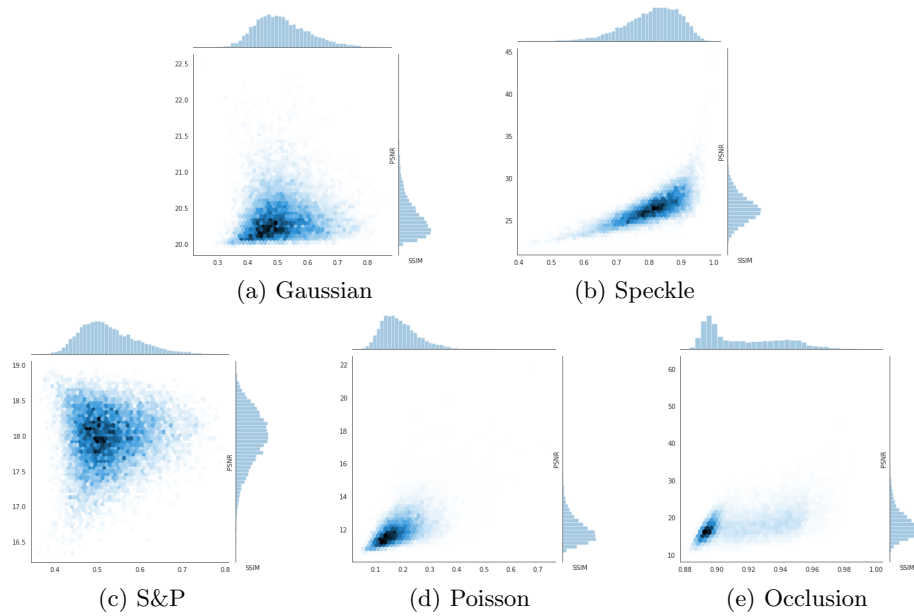 22.5
22.0
21.5
21.0
20.5
20.0
PSNR
0.3 0.4 0.5 0.6 0.7 0.8
SSIM
(a) Gaussian
45
40
35
30
25
PSNR
0.4 0.5 0.6 0.7 0.8 0.9 1.0
SSIM
(b) Speckle
19.0
18.5
18.0
17.5
17.0
16.5
PSNR
0.4 0.5 0.6 0.7 0.8
SSIM
(c) S&P
22
20
18
16
14
12
PSNR
0.1 0.2 0.3 0.4 0.5 0.6 0.7
SSIM
(d) Poisson
60
50
40
30
20
10
PSNR
0.88 0.90 0.92 0.94 0.96 0.98 1.00
SSIM
(e) Occlusion